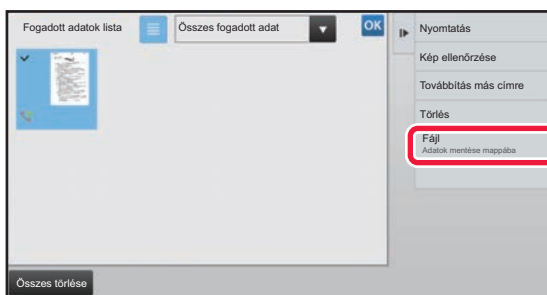 Fogadott adatok lista
Összes fogadott adat
OK
Nyomtatás
Kép ellenőrzése
Továbbítás más címre
Törlés
Fájl
Adatok mentése mappába
Összes törlése